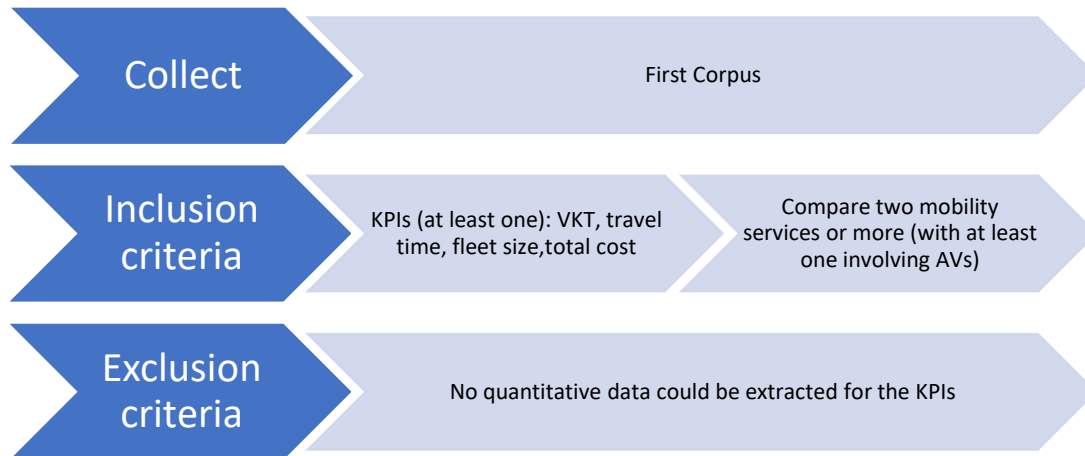 Collect
First Corpus
Inclusion
criteria
KPIs (at least one): VKT, travel
time, fleet size,total cost
Compare two mobility
services or more (with at least
one involving AVs)
Exclusion
criteria
No quantitative data could be extracted for the KPIs